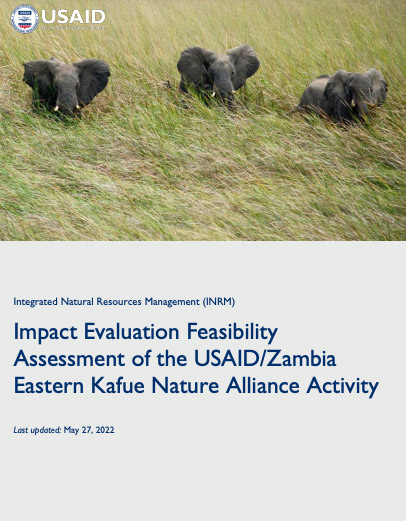 USAID
Integrated Natural Resources Management (INRM)
Impact Evaluation Feasibility
Assessment of the USAID/Zambia
Eastern Kafue Nature Alliance Activity
Last updated: May 27, 2022